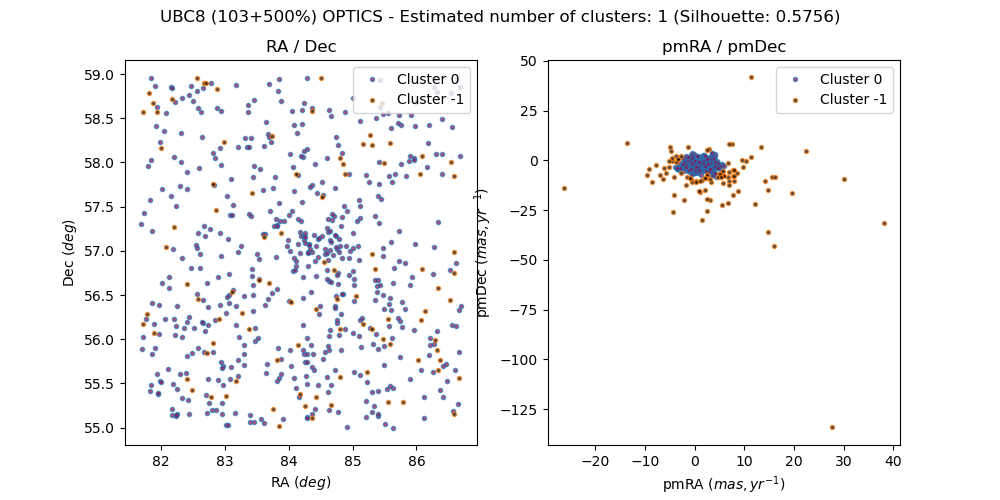 UBC8 (103+500%) OPTICS - Estimated number of clusters: 1 (Silhouette: 0.5756)
RA / Dec
59.0
58.5
58.0
57.5
57.0
56.5
56.0
55.5
55.0
Dec (deg)
Cluster 0
Cluster -1
82 83 84 85 86
RA (deg)
pmRA / pmDec
50
25
0
−25
−50
−75
−100
−125
pmDec (mas, yr⁻¹)
Cluster 0
Cluster -1
−20 −10 0 10 20 30 40
pmRA (mas, yr⁻¹)